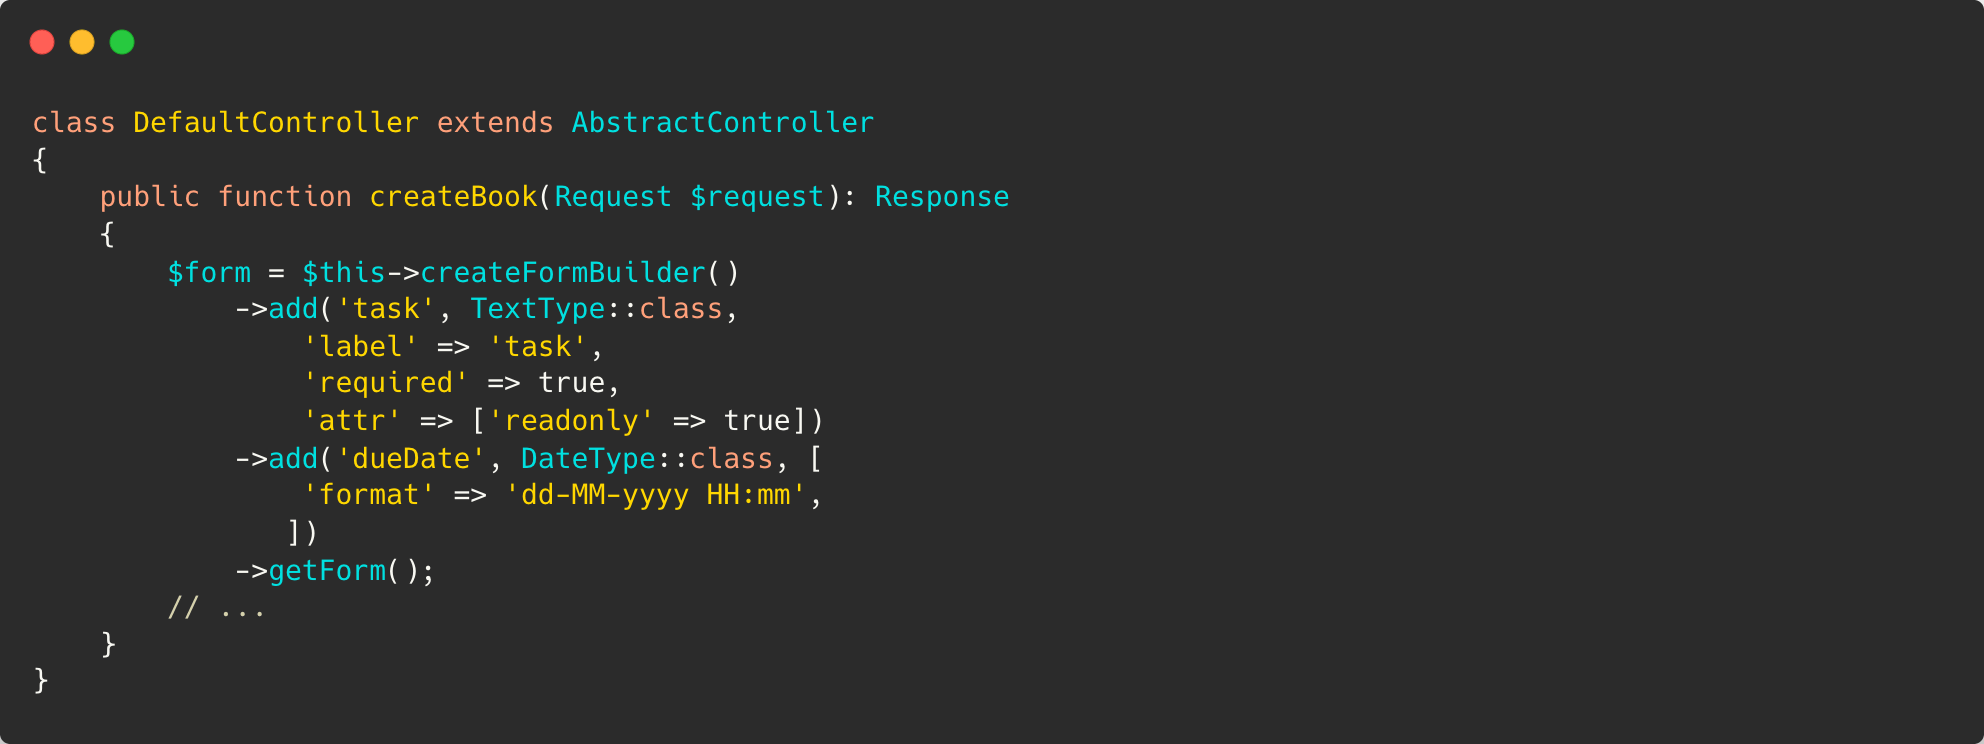 class DefaultController extends AbstractController
{
    public function createBook(Request $request): Response
    {
        $form = $this->createFormBuilder()
            ->add('task', TextType::class,
                'label' => 'task',
                'required' => true,
                'attr' => ['readonly' => true])
            ->add('dueDate', DateType::class, [
                'format' => 'dd-MM-yyyy HH:mm',
               ])
            ->getForm();
        // ...
    }
}